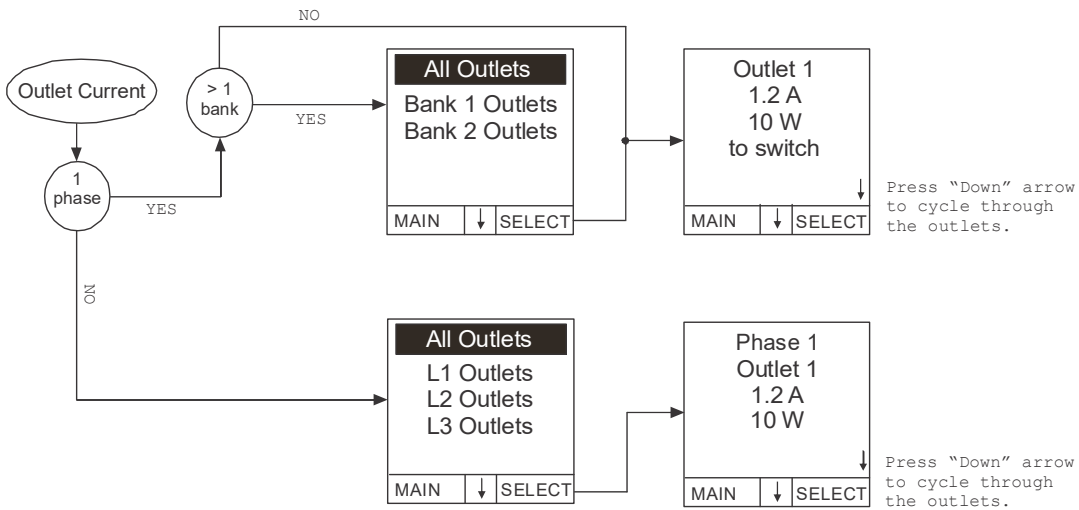 NO
Outlet Current
> 1
bank
YES
1
phase
YES
NO
All Outlets
Bank 1 Outlets
Bank 2 Outlets
MAIN ↓ SELECT
Outlet 1
1.2 A
10 W
to switch
↓
MAIN ↓ SELECT
Press “Down” arrow
to cycle through
the outlets.
All Outlets
L1 Outlets
L2 Outlets
L3 Outlets
MAIN ↓ SELECT
Phase 1
Outlet 1
1.2 A
10 W
↓
MAIN ↓ SELECT
Press “Down” arrow
to cycle through
the outlets.